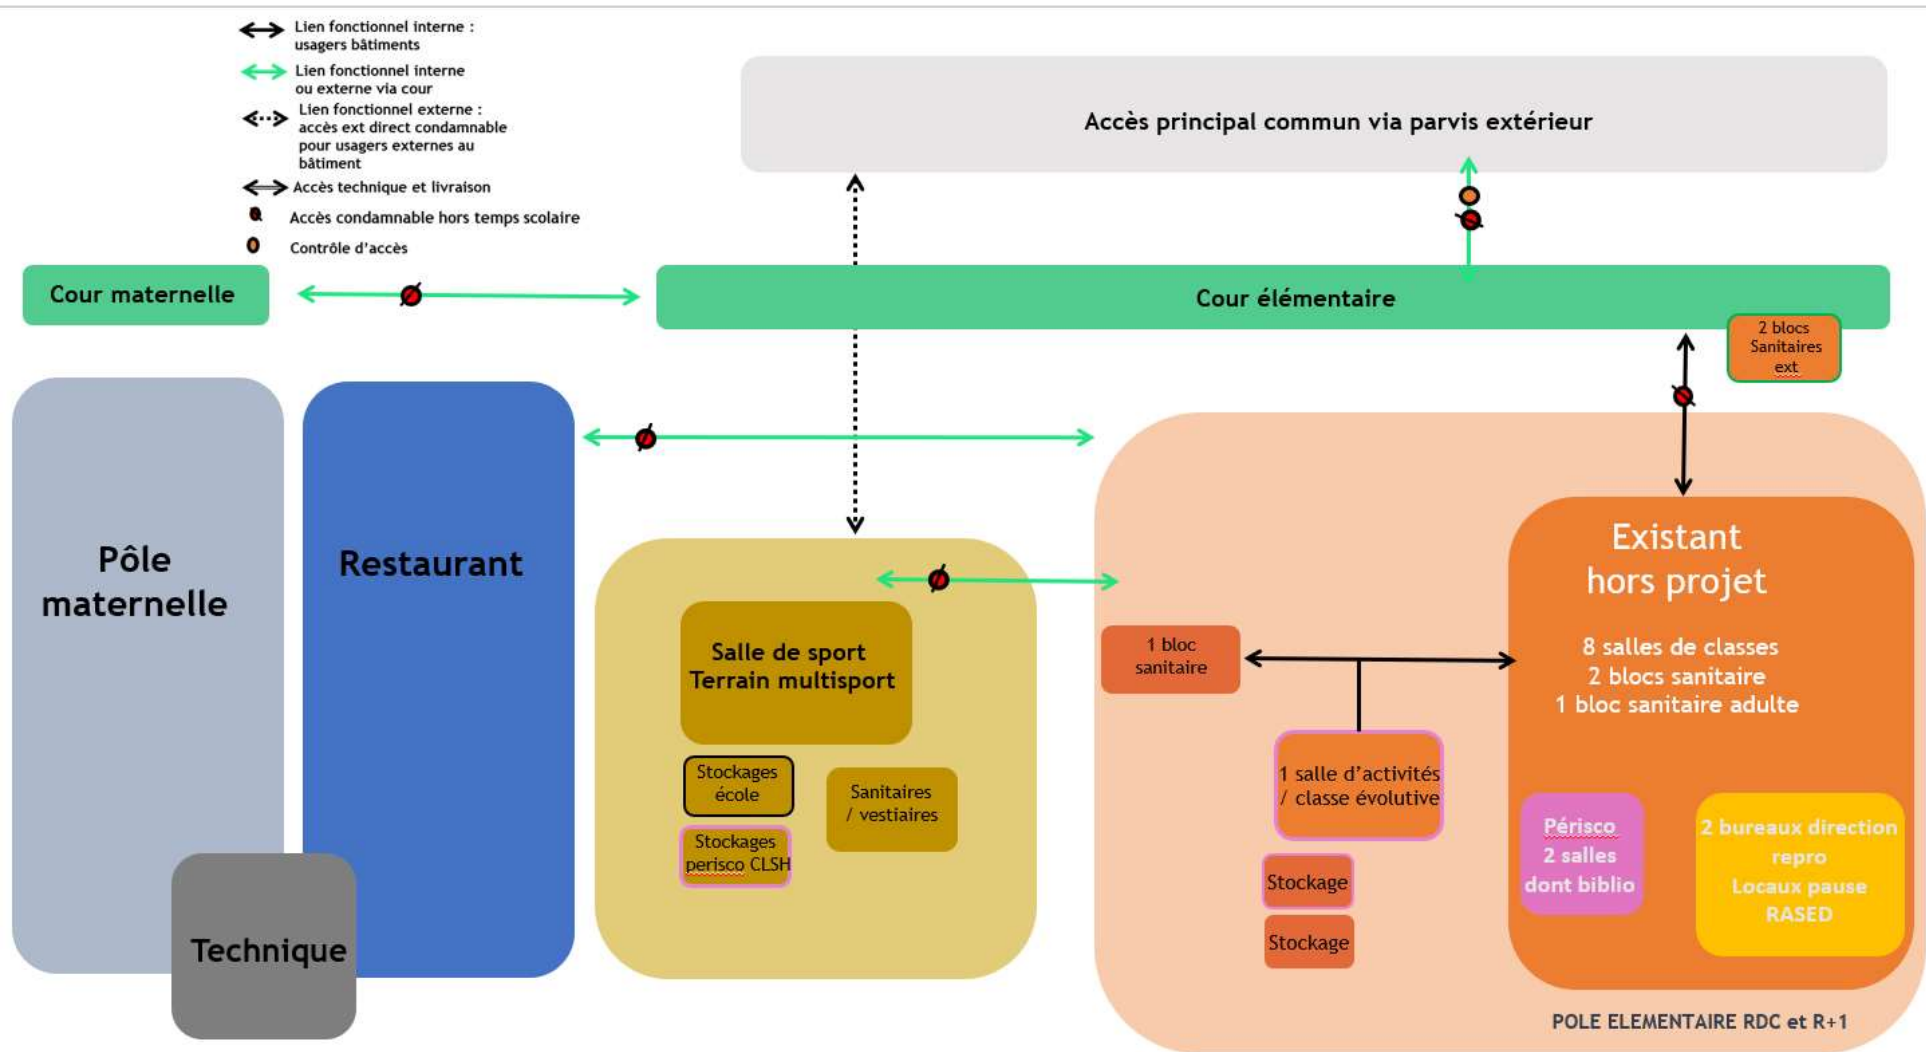 Lien fonctionnel interne :
usagers bâtiments
Lien fonctionnel interne
ou externe via cour
Lien fonctionnel externe :
accès ext direct condamnable
pour usagers externes au
bâtiment
Accès technique et livraison
Accès condamnable hors temps scolaire
Contrôle d'accès
Accès principal commun via parvis extérieur
Cour maternelle
Cour élémentaire
2 blocs
Sanitaires
ext
Pôle
maternelle
Restaurant
Technique
Salle de sport
Terrain multisport
Stockages
école
Stockages
perisco CLSH
Sanitaires
/ vestiaires
1 bloc
sanitaire
1 salle d'activités
/ classe évolutive
Stockage
Stockage
Existant
hors projet
8 salles de classes
2 blocs sanitaire
1 bloc sanitaire adulte
Périsco
2 salles
dont biblio
2 bureaux direction
repro
Locaux pause
RASED
POLE ELEMENTAIRE RDC et R+1